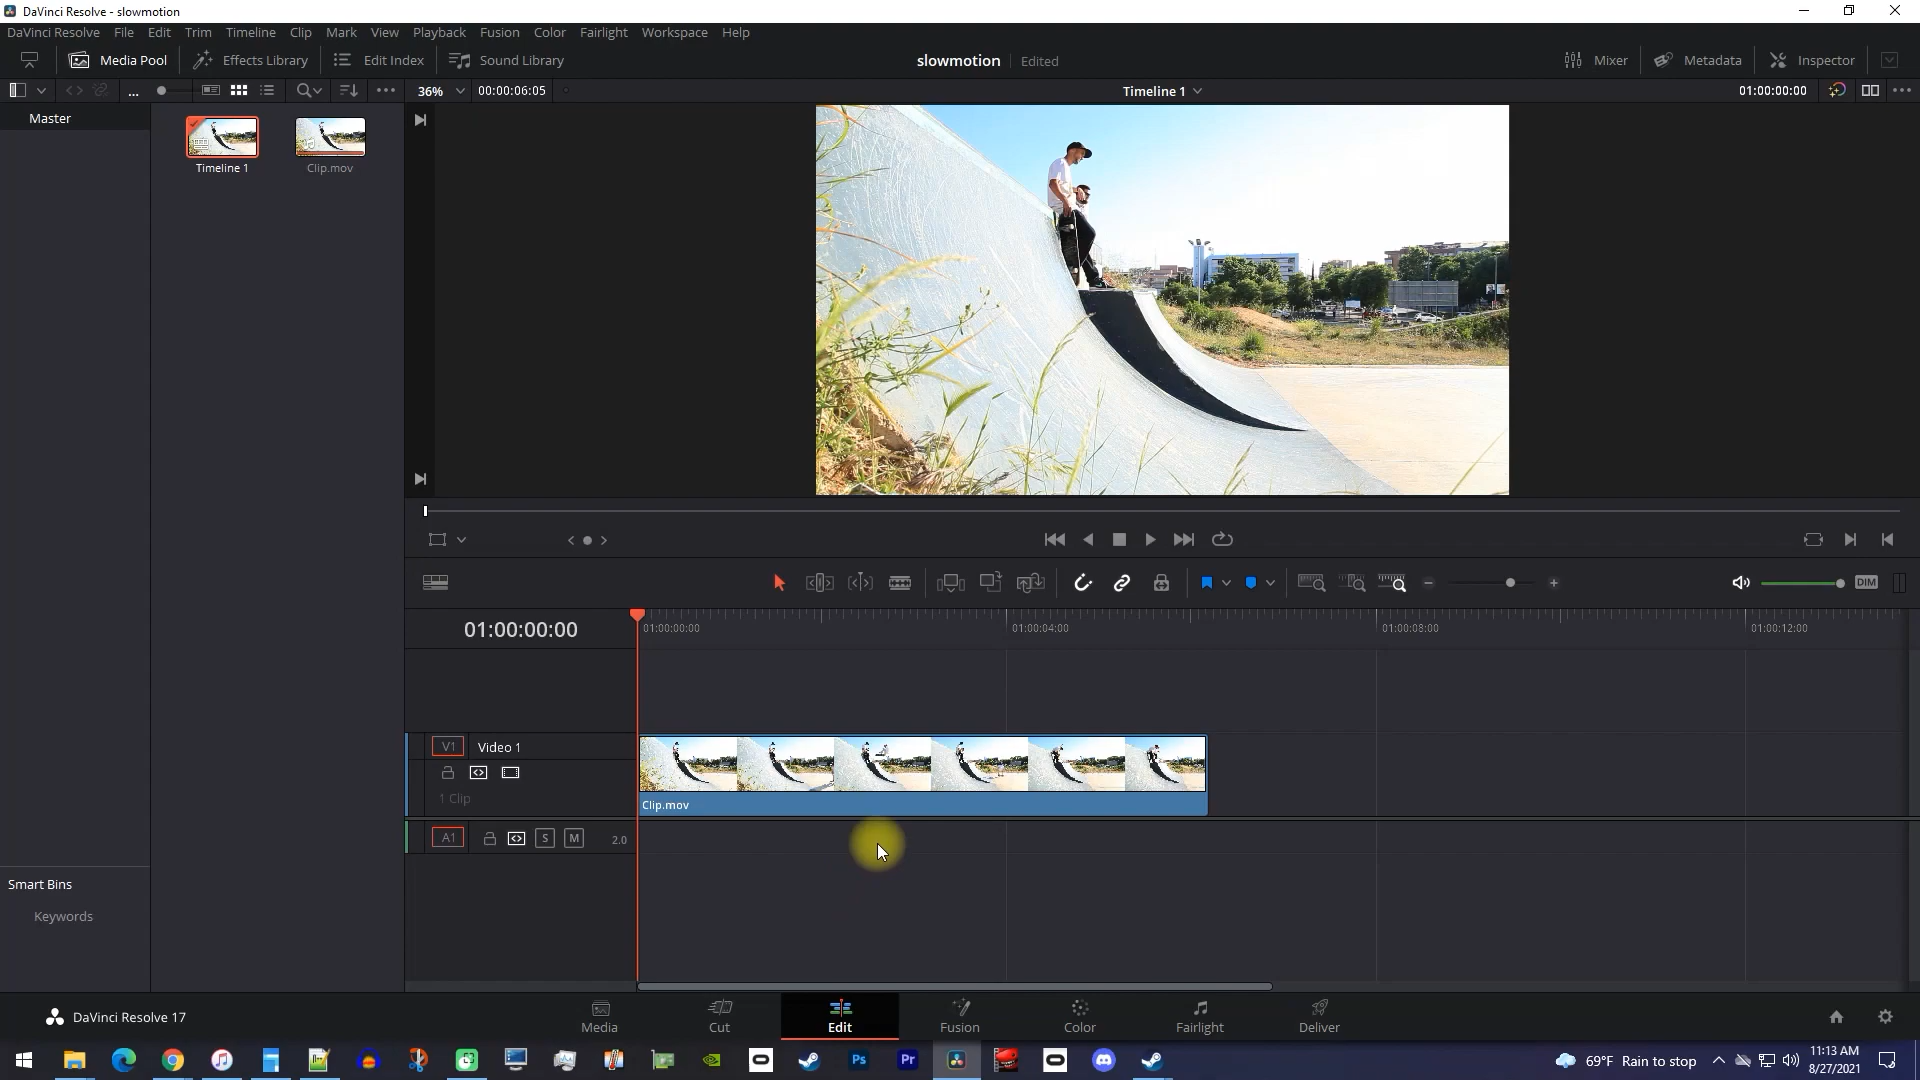 DaVinci Resolve - slowmotion
DaVinci Resolve File Edit Trim Timeline Clip Mark View Playback Fusion Color Fairlight Workspace Help
Media Pool Effects Library Edit Index Sound Library slowmotion Edited Mixer Metadata Inspector
... 36% 00:00:06:05 Timeline 1 01:00:00:00
Master
Timeline 1 Clip.mov
DIM
01:00:00:00 01:00:00:00 01:00:04:00 01:00:08:00 01:00:12:00
V1 Video 1
1 Clip
Clip.mov
A1 S M 2.0
Smart Bins
Keywords
DaVinci Resolve 17
Media Cut Edit Fusion Color Fairlight Deliver
Ps Pr
69°F Rain to stop
11:13 AM
8/27/2021